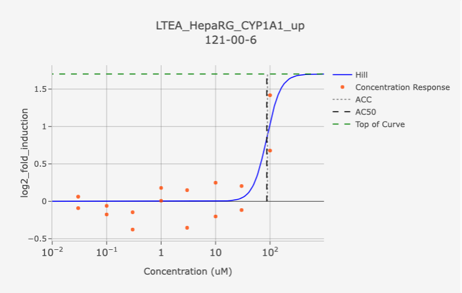 LTEA_HepaRG_CYP1A1_up
121-00-6
log2_fold_induction
1.5
1
0.5
0
−0.5
10−2
10−1
1
10
102
Concentration (uM)
Hill
Concentration Response
ACC
AC50
Top of Curve